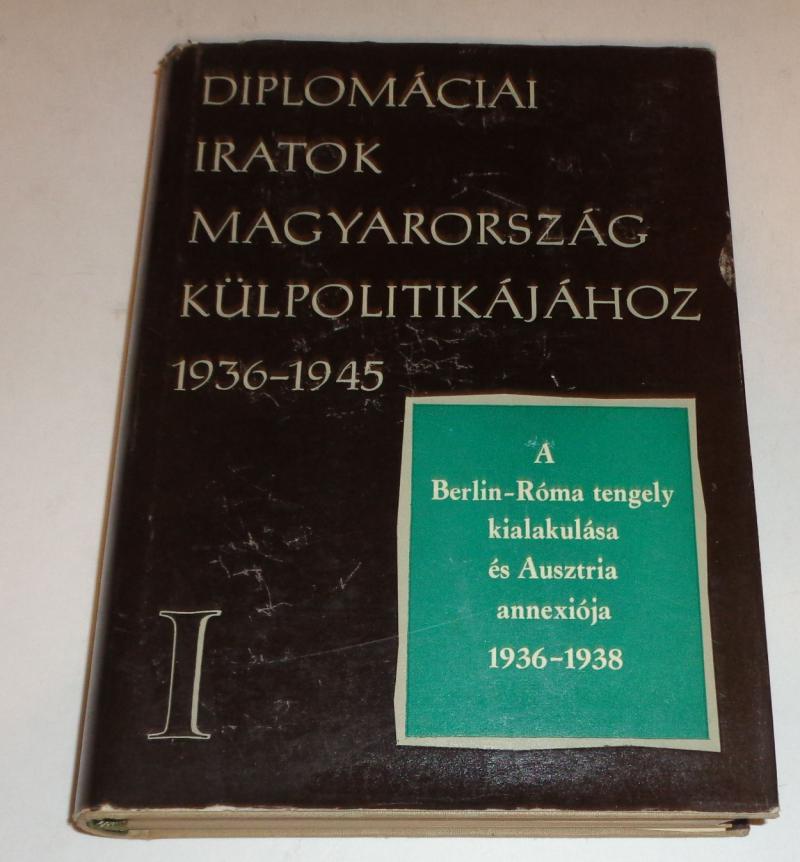 DIPLOMÁCIAI
IRATOK
MAGYARORSZÁG
KÜLPOLITIKÁJÁHOZ
1936–1945
A
Berlin–Róma tengely
kialakulása
és Ausztria
annexiója
1936–1938
I